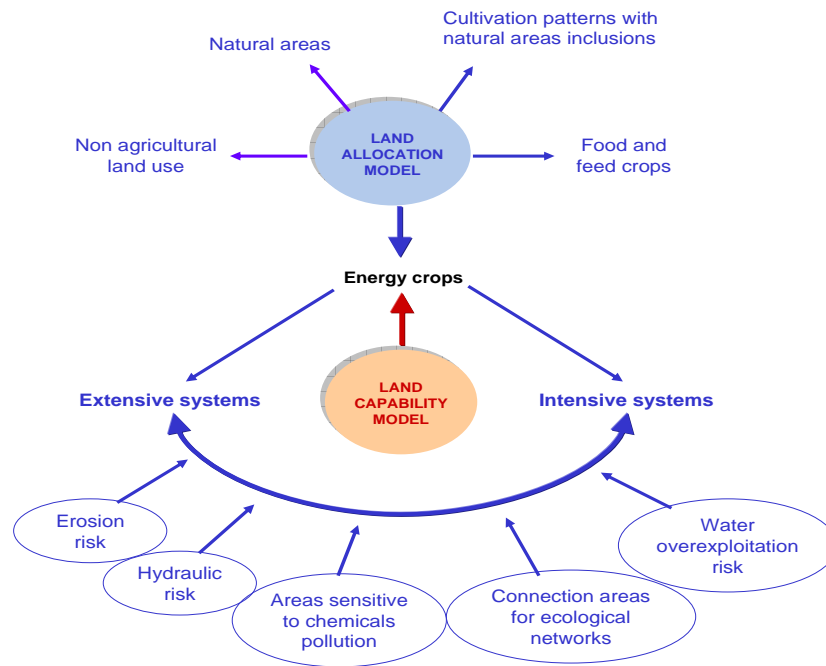 Cultivation patterns with
natural areas inclusions
Natural areas
LAND
ALLOCATION
MODEL
Non agricultural
land use
Food and
feed crops
Energy crops
Extensive systems
LAND
CAPABILITY
MODEL
Intensive systems
Erosion
risk
Hydraulic
risk
Areas sensitive
to chemicals
pollution
Connection areas
for ecological
networks
Water
overexploitation
risk